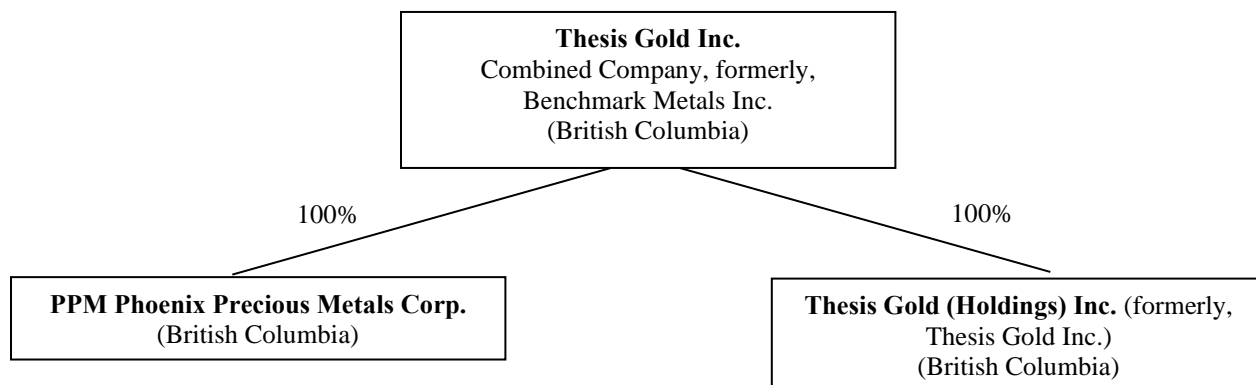 Thesis Gold Inc.
Combined Company, formerly,
Benchmark Metals Inc.
(British Columbia)
100%
100%
PPM Phoenix Precious Metals Corp.
(British Columbia)
Thesis Gold (Holdings) Inc. (formerly,
Thesis Gold Inc.)
(British Columbia)